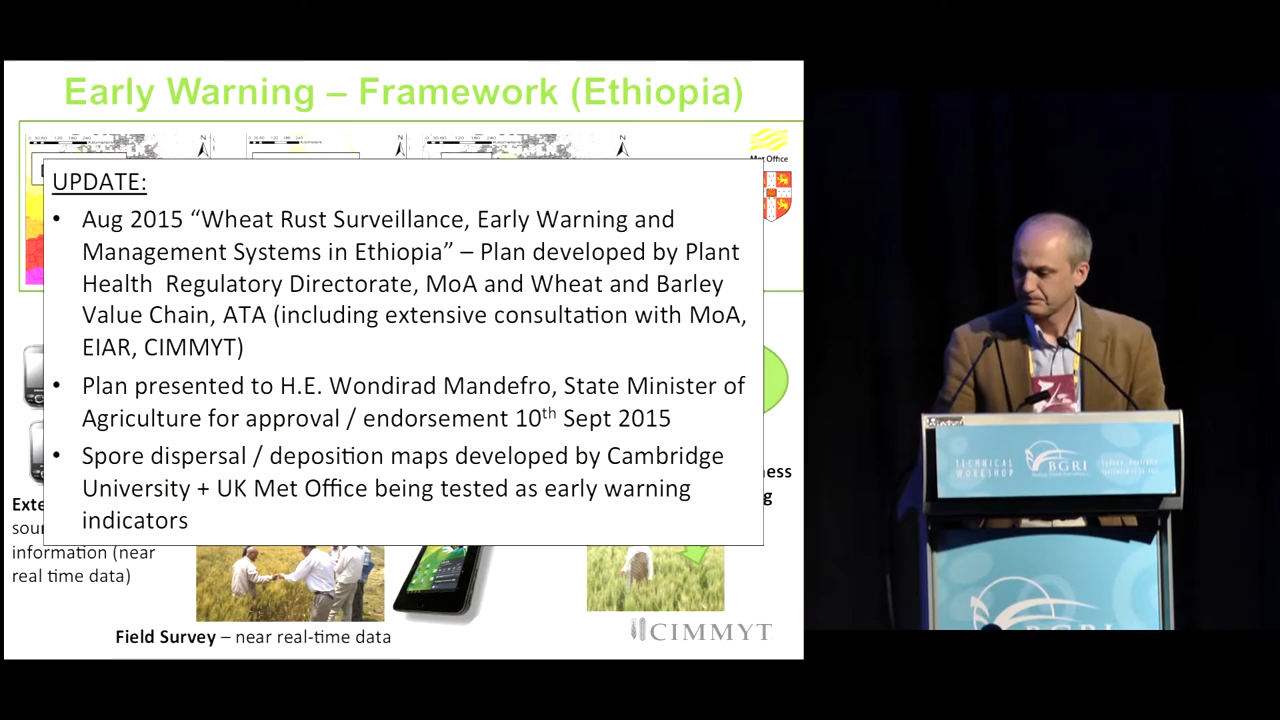 Early Warning – Framework (Ethiopia)
N
N
N
Met Office
UPDATE:
• Aug 2015 “Wheat Rust Surveillance, Early Warning and
Management Systems in Ethiopia” – Plan developed by Plant
Health Regulatory Directorate, MoA and Wheat and Barley
Value Chain, ATA (including extensive consultation with MoA,
EIAR, CIMMYT)
• Plan presented to H.E. Wondirad Mandefro, State Minister of
Agriculture for approval / endorsement 10th Sept 2015
• Spore dispersal / deposition maps developed by Cambridge
University + UK Met Office being tested as early warning
indicators
information (near
real time data)
Field Survey – near real-time data
CIMMYT
TECHNICAL
WORKSHOP
BGRI
BGRI